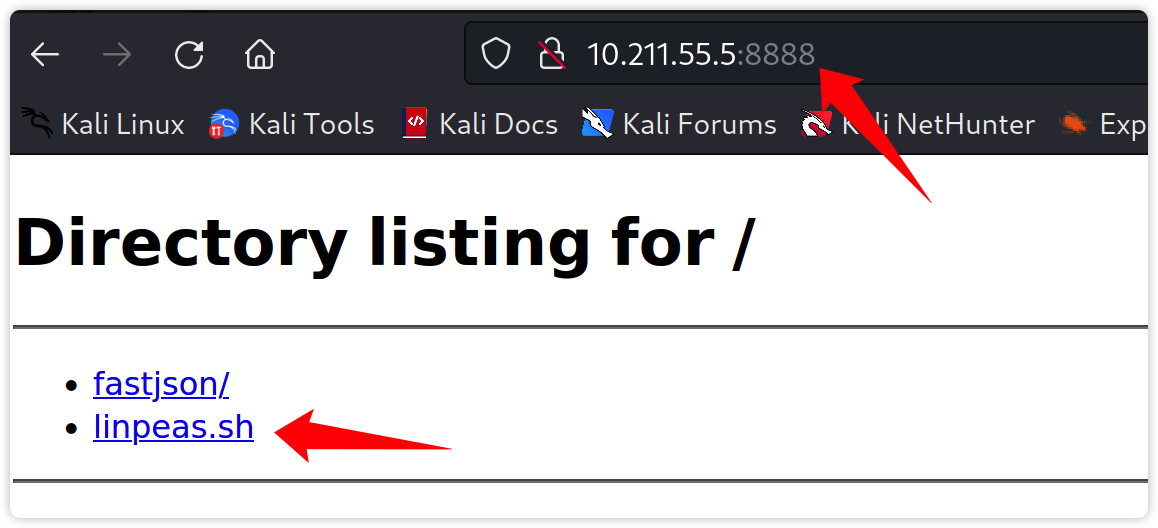 10.211.55.5:8888
Kali Linux Kali Tools Kali Docs Kali Forums Kali NetHunter Exp
Directory listing for /
fastjson/
linpeas.sh